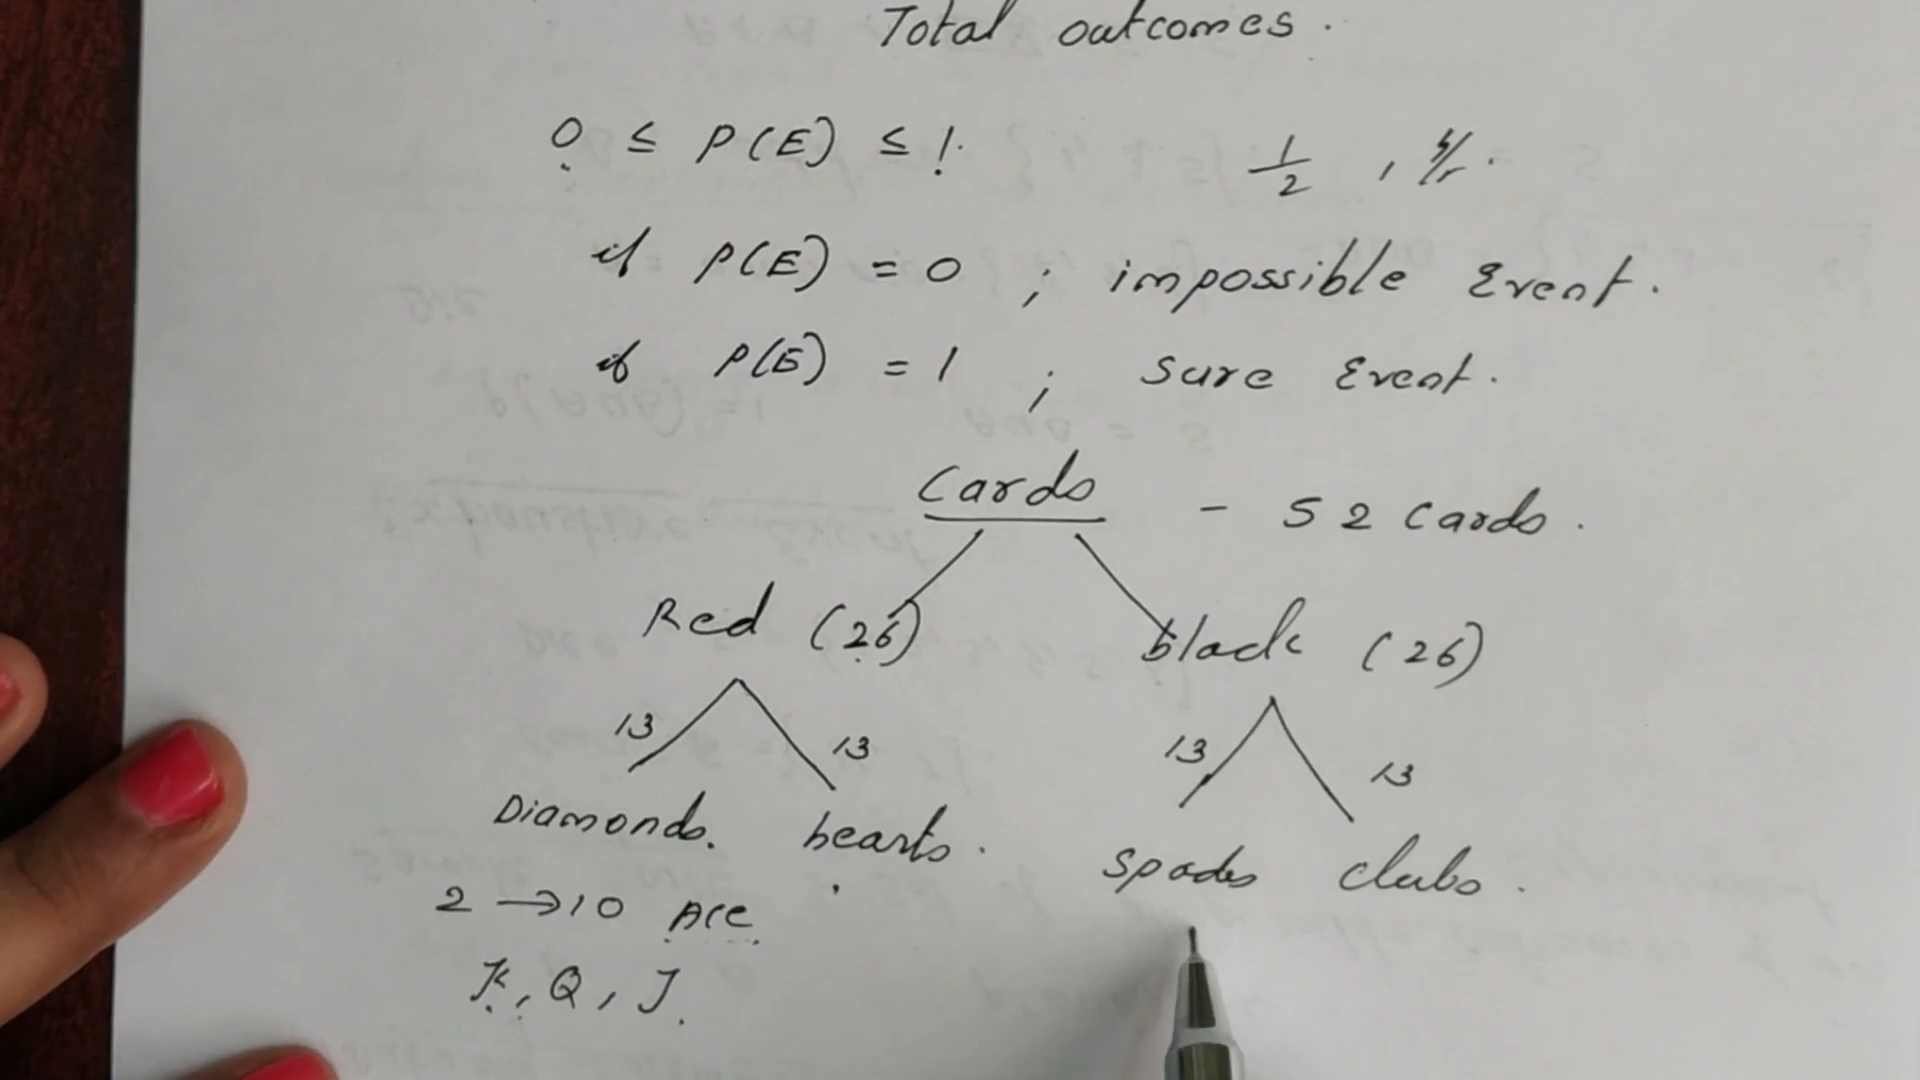 Total outcomes.
0 ≤ P(E) ≤ 1. 1/2 ,
if P(E) = 0 ; impossible Event.
if P(E) = 1 ; Sure Event.
Cards - 52 Cards.
Red (26) black (26)
13 13 13 13
Diamonds. hearts. Spades clubs.
2 → 10 Ace
K, Q, J